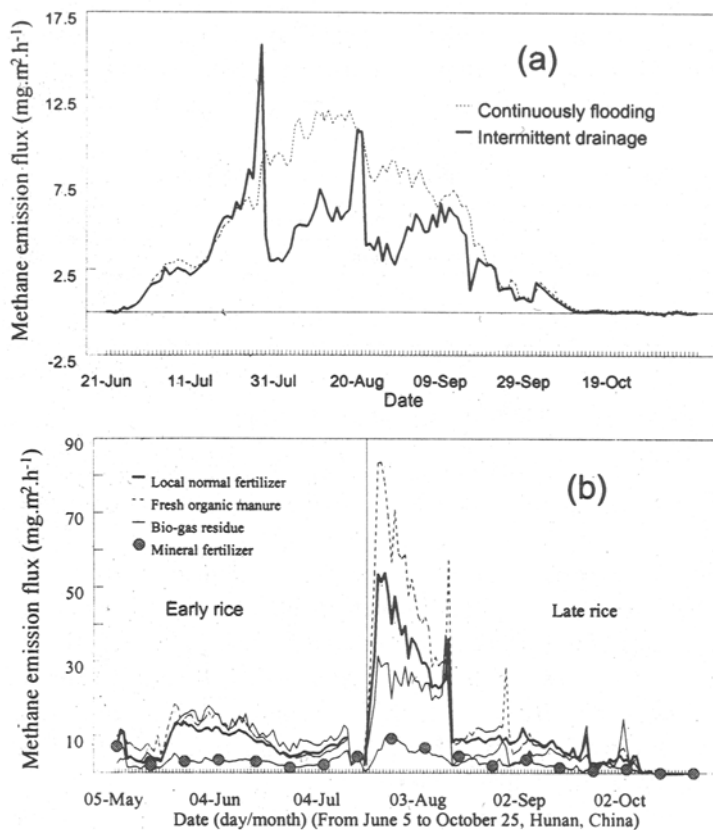 17.5
(a)
12.5
Continuously flooding
Intermittent drainage
7.5
2.5
-2.5
Methane emission flux (mg.m².h⁻¹)
21-Jun 11-Jul 31-Jul 20-Aug 09-Sep 29-Sep 19-Oct
Date
90
Local normal fertilizer
(b)
Fresh organic manure
Bio-gas residue
Mineral fertilizer
70
50
Early rice
Late rice
30
10
Methane emission flux (mg.m².h⁻¹)
05-May 04-Jun 04-Jul 03-Aug 02-Sep 02-Oct
Date (day/month) (From June 5 to October 25, Hunan, China)